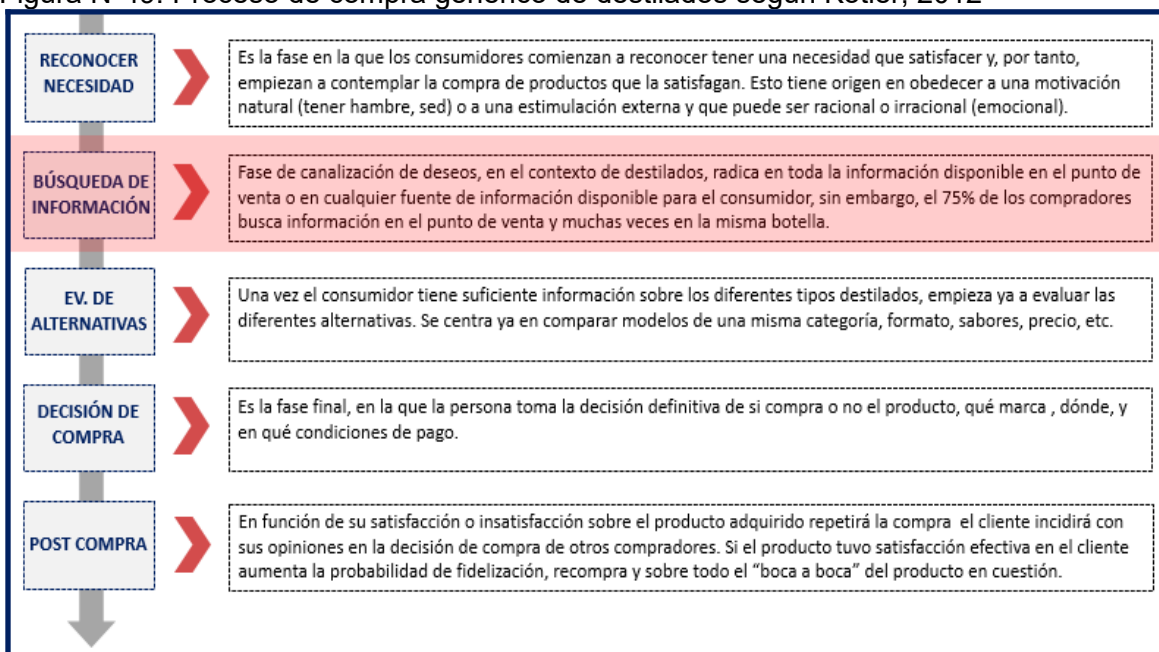 Figura N°49: Proceso de compra genérico de destilados según Kotler, 2012
RECONOCER
NECESIDAD
Es la fase en la que los consumidores comienzan a reconocer tener una necesidad que satisfacer y, por tanto,
empiezan a contemplar la compra de productos que la satisfagan. Esto tiene origen en obedecer a una motivación
natural (tener hambre, sed) o a una estimulación externa y que puede ser racional o irracional (emocional).
BÚSQUEDA DE
INFORMACIÓN
Fase de canalización de deseos, en el contexto de destilados, radica en toda la información disponible en el punto de
venta o en cualquier fuente de información disponible para el consumidor, sin embargo, el 75% de los compradores
busca información en el punto de venta y muchas veces en la misma botella.
EV. DE
ALTERNATIVAS
Una vez el consumidor tiene suficiente información sobre los diferentes tipos destilados, empieza ya a evaluar las
diferentes alternativas. Se centra ya en comparar modelos de una misma categoría, formato, sabores, precio, etc.
DECISIÓN DE
COMPRA
Es la fase final, en la que la persona toma la decisión definitiva de si compra o no el producto, qué marca , dónde, y
en qué condiciones de pago.
POST COMPRA
En función de su satisfacción o insatisfacción sobre el producto adquirido repetirá la compra  el cliente incidirá con
sus opiniones en la decisión de compra de otros compradores. Si el producto tuvo satisfacción efectiva en el cliente
aumenta la probabilidad de fidelización, recompra y sobre todo el “boca a boca” del producto en cuestión.